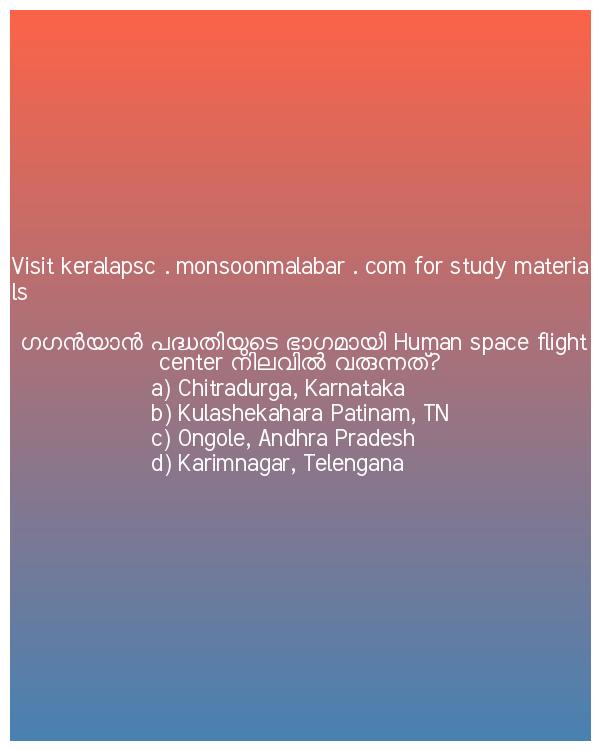 Visit keralapsc . monsoonmalabar . com for study materia
ls
ഗഗൻയാൻ പദ്ധതിയുടെ ഭാഗമായി Human space flight
center നിലവിൽ വരുന്നത്?
a) Chitradurga, Karnataka
b) Kulashekahara Patinam, TN
c) Ongole, Andhra Pradesh
d) Karimnagar, Telengana